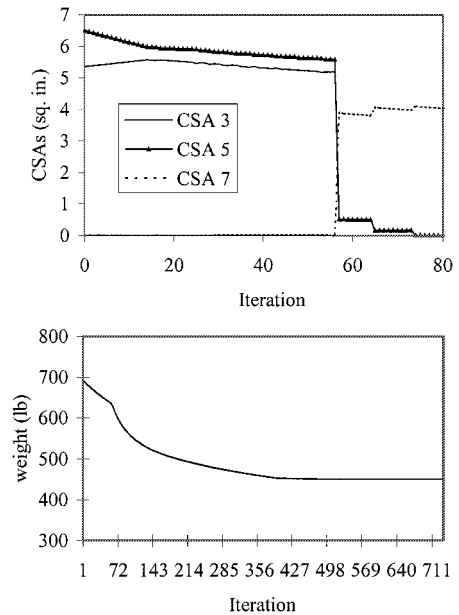 7
6
5
4
3
2
1
0
CSAs (sq. in.)
CSA 3
CSA 5
CSA 7
0 20 40 60 80
Iteration
800
700
600
500
400
300
weight (lb)
1 72 143 214 285 356 427 498 569 640 711
Iteration